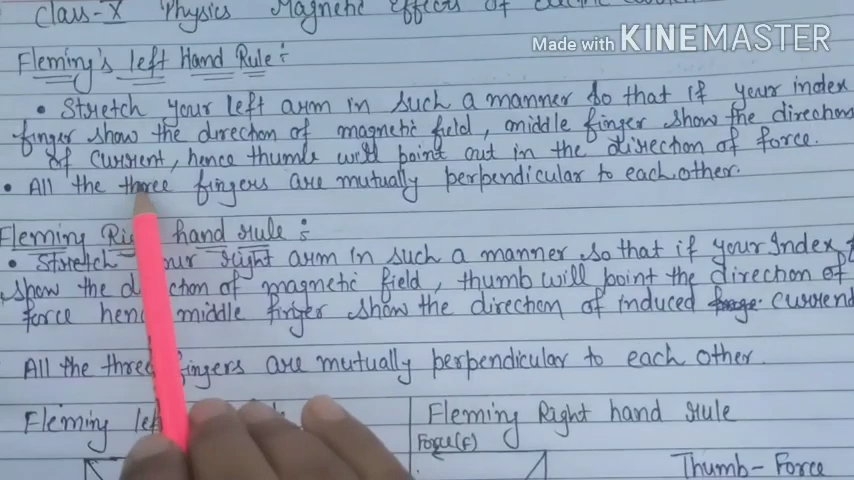 Class-X Physics Magnetic Effects of Electric
Made with KINEMASTER
Fleming's left Hand Rule :
• Stretch your left arm in such a manner so that if your index
finger show the direction of magnetic field, middle finger show the direction
of current, hence thumb will point out in the direction of force.
• All the three fingers are mutually perpendicular to each other.
Fleming hand rule :
• Stretch right arm in such a manner so that if your Index
show the magnetic field, thumb will point the direction of
force middle finger show the direction of induced
All the three fingers are mutually perpendicular to each other.
Fleming
Fleming Right hand rule
Force(F)
Thumb - Force